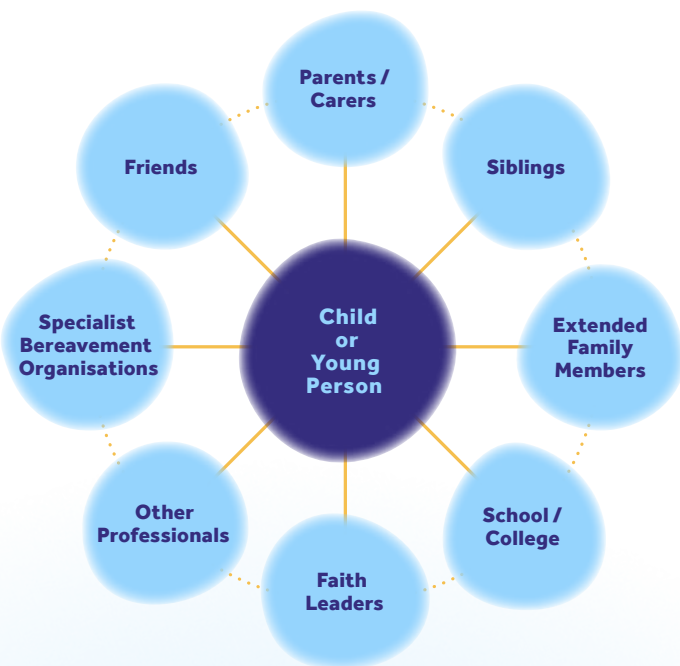 Parents /
Carers
Friends
Siblings
Specialist
Bereavement
Organisations
Child
or
Young
Person
Extended
Family
Members
Other
Professionals
School /
College
Faith
Leaders